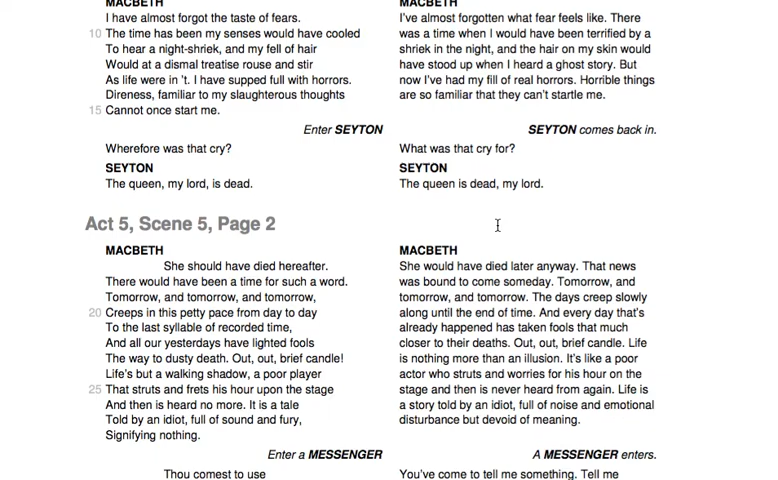 MACBETH
I have almost forgot the taste of fears.
10 The time has been my senses would have cooled
To hear a night-shriek, and my fell of hair
Would at a dismal treatise rouse and stir
As life were in 't. I have supped full with horrors.
Direness, familiar to my slaughterous thoughts
15 Cannot once start me.
Enter SEYTON
Wherefore was that cry?
SEYTON
The queen, my lord, is dead.
MACBETH
I've almost forgotten what fear feels like. There
was a time when I would have been terrified by a
shriek in the night, and the hair on my skin would
have stood up when I heard a ghost story. But
now I've had my fill of real horrors. Horrible things
are so familiar that they can't startle me.
SEYTON comes back in.
What was that cry for?
SEYTON
The queen is dead, my lord.
Act 5, Scene 5, Page 2
MACBETH
She should have died hereafter.
There would have been a time for such a word.
Tomorrow, and tomorrow, and tomorrow,
20 Creeps in this petty pace from day to day
To the last syllable of recorded time,
And all our yesterdays have lighted fools
The way to dusty death. Out, out, brief candle!
Life's but a walking shadow, a poor player
25 That struts and frets his hour upon the stage
And then is heard no more. It is a tale
Told by an idiot, full of sound and fury,
Signifying nothing.
Enter a MESSENGER
Thou comest to use
MACBETH
She would have died later anyway. That news
was bound to come someday. Tomorrow, and
tomorrow, and tomorrow. The days creep slowly
along until the end of time. And every day that's
already happened has taken fools that much
closer to their deaths. Out, out, brief candle. Life
is nothing more than an illusion. It's like a poor
actor who struts and worries for his hour on the
stage and then is never heard from again. Life is
a story told by an idiot, full of noise and emotional
disturbance but devoid of meaning.
A MESSENGER enters.
You've come to tell me something. Tell me